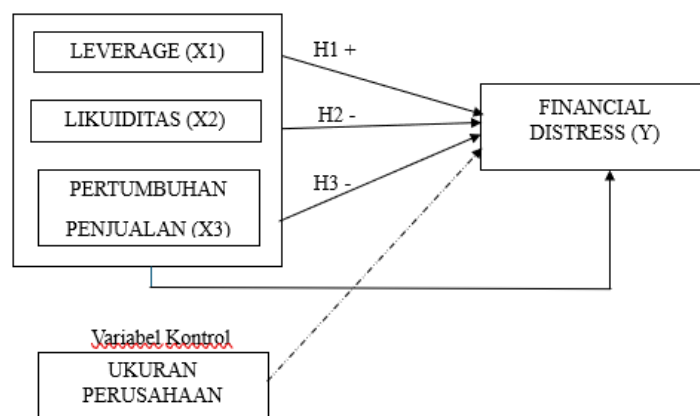 LEVERAGE (X1)
H1 +
LIKUIDITAS (X2)
H2 -
FINANCIAL
DISTRESS (Y)
PERTUMBUHAN
PENJUALAN (X3)
H3 -
Variabel Kontrol
UKURAN
PERUSAHAAN